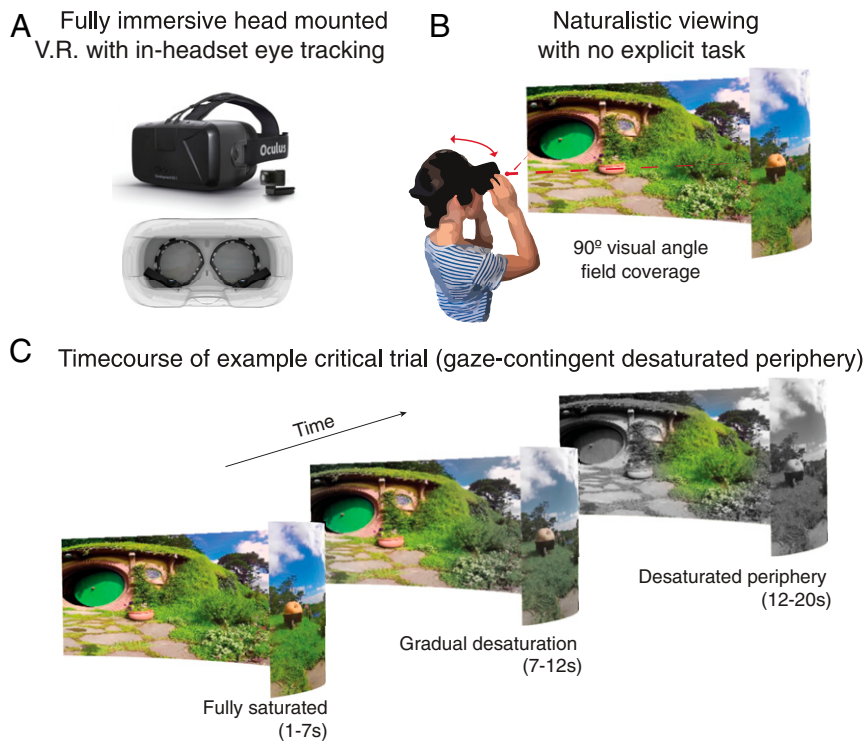 A
Fully immersive head mounted
V.R. with in-headset eye tracking
Oculus
B
Naturalistic viewing
with no explicit task
90º visual angle
field coverage
C
Timecourse of example critical trial (gaze-contingent desaturated periphery)
Time
Fully saturated
(1-7s)
Gradual desaturation
(7-12s)
Desaturated periphery
(12-20s)